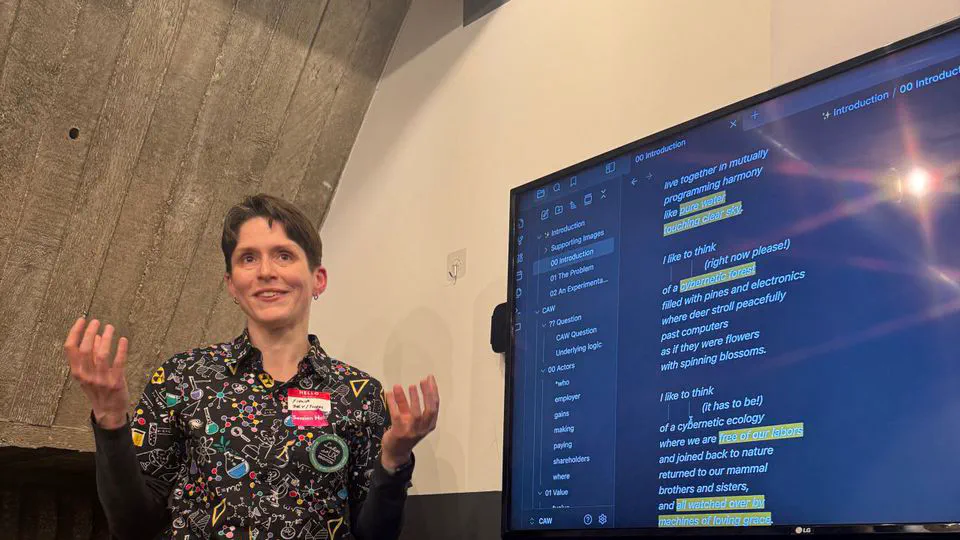 HELLO
Session Host
E=mc
00 Introduction
Introduction / 00 Introduc
Introduction
Supporting Images
00 Introduction
01 The Problem
02 An Experimenta...
CAW
?? Question
CAW Question
Underlying logic
00 Actors
*who
employer
gains
making
paying
shareholders
where
01 Value
CAW
live together in mutually
programming harmony
like pure water
touching clear sky.
I like to think
(right now please!)
of a cybernetic forest
filled with pines and electronics
where deer stroll peacefully
past computers
as if they were flowers
with spinning blossoms.
I like to think
(it has to be!)
of a cybernetic ecology
where we are free of our labors
and joined back to nature
returned to our mammal
brothers and sisters,
and all watched over by
machines of loving grace.
LG